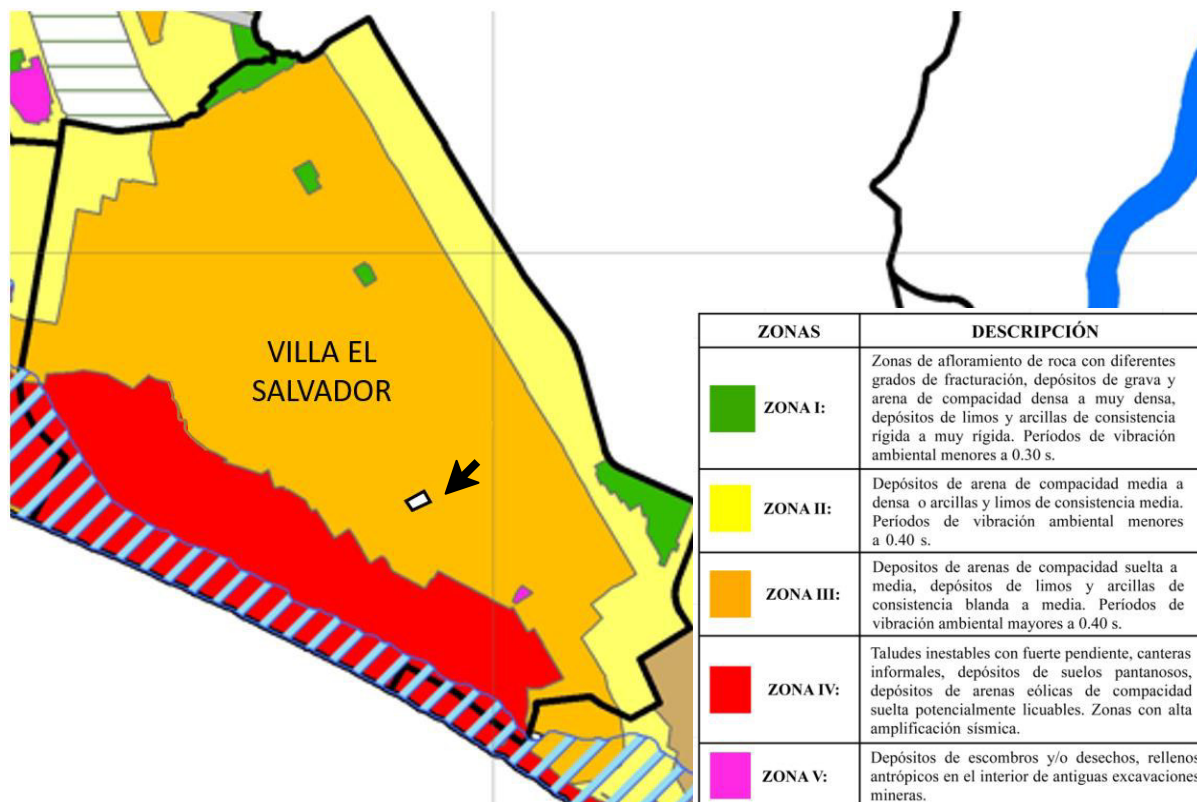 VILLA EL
SALVADOR
ZONAS
DESCRIPCIÓN
ZONA I:
Zonas de afloramiento de roca con diferentes
grados de fracturación, depósitos de grava y
arena de compacidad densa a muy densa,
depósitos de limos y arcillas de consistencia
rígida a muy rígida. Períodos de vibración
ambiental menores a 0.30 s.
ZONA II:
Depósitos de arena de compacidad media a
densa o arcillas y limos de consistencia media.
Períodos de vibración ambiental menores
a 0.40 s.
ZONA III:
Depositos de arenas de compacidad suelta a
media, depósitos de limos y arcillas de
consistencia blanda a media. Períodos de
vibración ambiental mayores a 0.40 s.
ZONA IV:
Taludes inestables con fuerte pendiente, canteras
informales, depósitos de suelos pantanosos,
depósitos de arenas eólicas de compacidad
suelta potencialmente licuables. Zonas con alta
amplificación sísmica.
ZONA V:
Depósitos de escombros y/o desechos, rellenos
antrópicos en el interior de antiguas excavaciones
mineras.